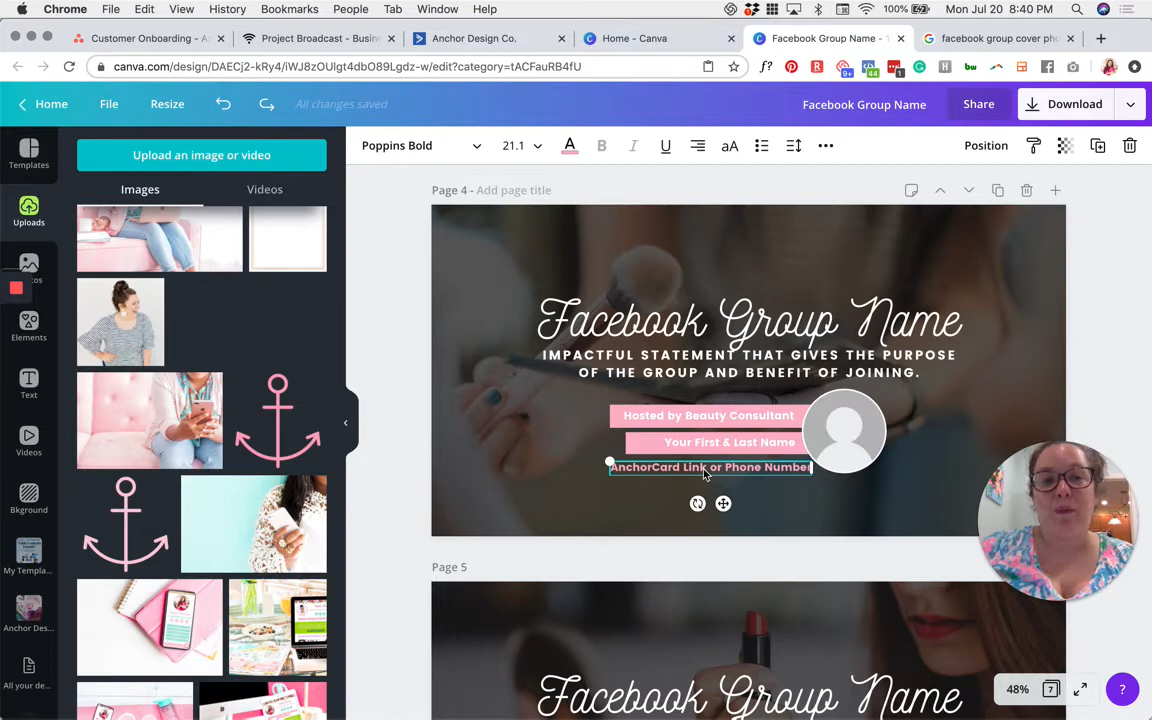 Chrome File Edit View History Bookmarks People Tab Window Help 100% Mon Jul 20 8:40 PM
Customer Onboarding - A
Project Broadcast - Busin
Anchor Design Co.
Home - Canva
Facebook Group Name -
facebook group cover pho
canva.com/design/DAECj2-kRy4/iWJ8zOUlgt4dbO89Lgdz-w/edit?category=tACFauRB4fU
Home File Resize All changes saved Facebook Group Name Share Download
Templates
Uploads
Elements
Text
Videos
Bkground
My Templa...
Anchor Des...
All your de...
Upload an image or video
Images Videos
Poppins Bold 21.1 A B I U aA Position
Page 4 - Add page title
Facebook Group Name
IMPACTFUL STATEMENT THAT GIVES THE PURPOSE
OF THE GROUP AND BENEFIT OF JOINING.
Hosted by Beauty Consultant
Your First & Last Name
AnchorCard Link or Phone Number
Page 5
Facebook Group Name
48% 7 ?